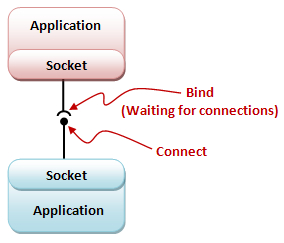 Application
Socket
Bind
(Waiting for connections)
Connect
Socket
Application